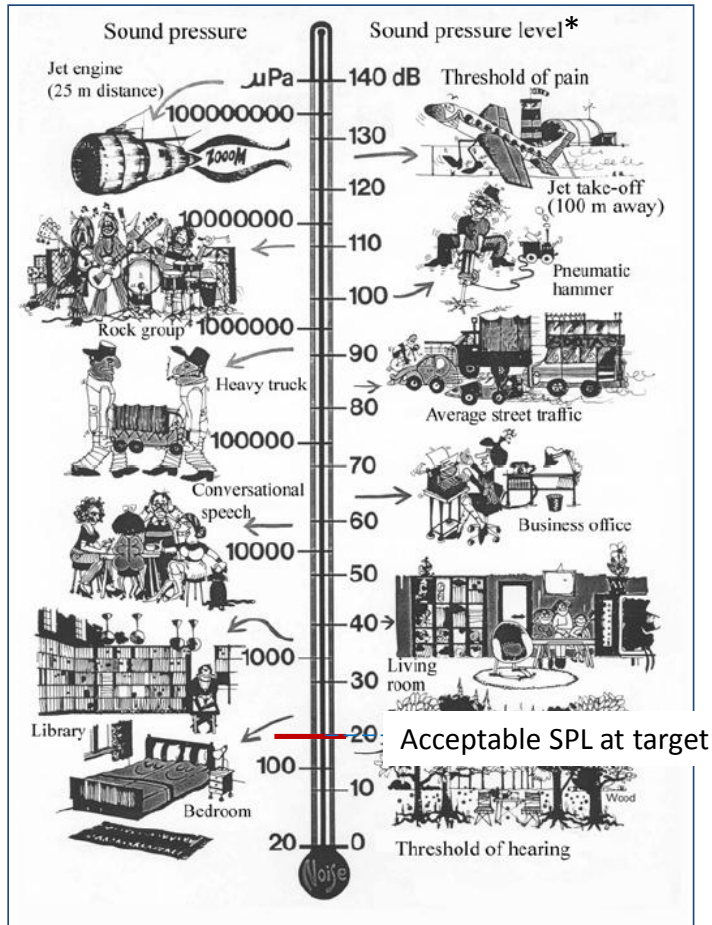 Sound pressure
Sound pressure level*
Jet engine
(25 m distance)
μPa
140 dB
Threshold of pain
100000000
130
ZOOOM
120
Jet take-off
(100 m away)
10000000
110
Pneumatic
hammer
100
Rock group
1000000
90
Heavy truck
80
Average street traffic
100000
70
Conversational
speech
60
Business office
10000
50
40
1000
Living
room
30
Library
20
Acceptable SPL at target
100
10
Wood
Bedroom
20
0
Threshold of hearing
Noise